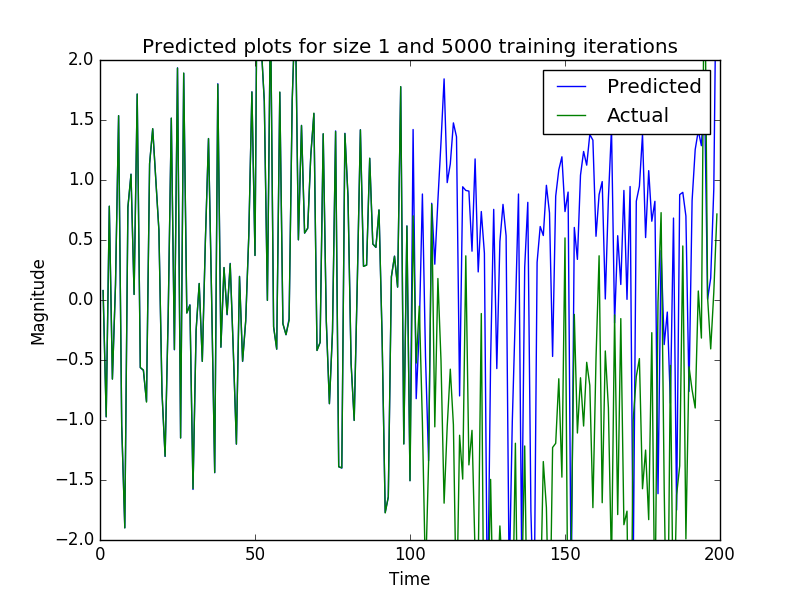 Predicted plots for size 1 and 5000 training iterations
Predicted
Actual
2.0
1.5
1.0
0.5
0.0
−0.5
−1.0
−1.5
−2.0
Magnitude
0 50 100 150 200
Time